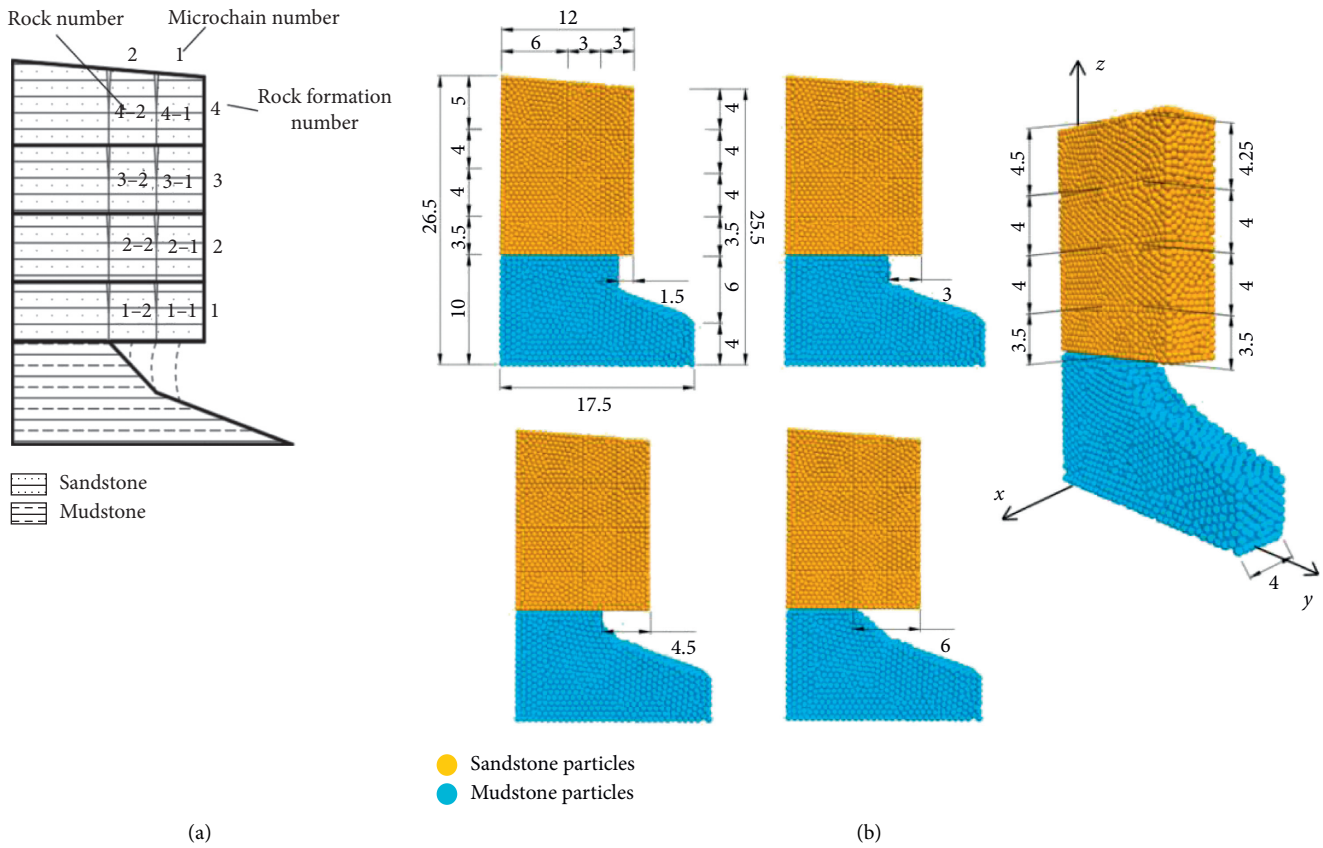 Rock number
Microchain number
2 1
4–2 4–1 4
Rock formation
number
3–2 3–1 3
2–2 2–1 2
1–2 1–1 1
Sandstone
Mudstone
(a)
12
6 3 3
26.5
5
4
4
3.5
10
4
4
4
3.5
6
4
25.5
1.5
17.5
3
4.5
6
z
4.5
4
4
3.5
4.25
4
4
3.5
x
4
y
Sandstone particles
Mudstone particles
(b)